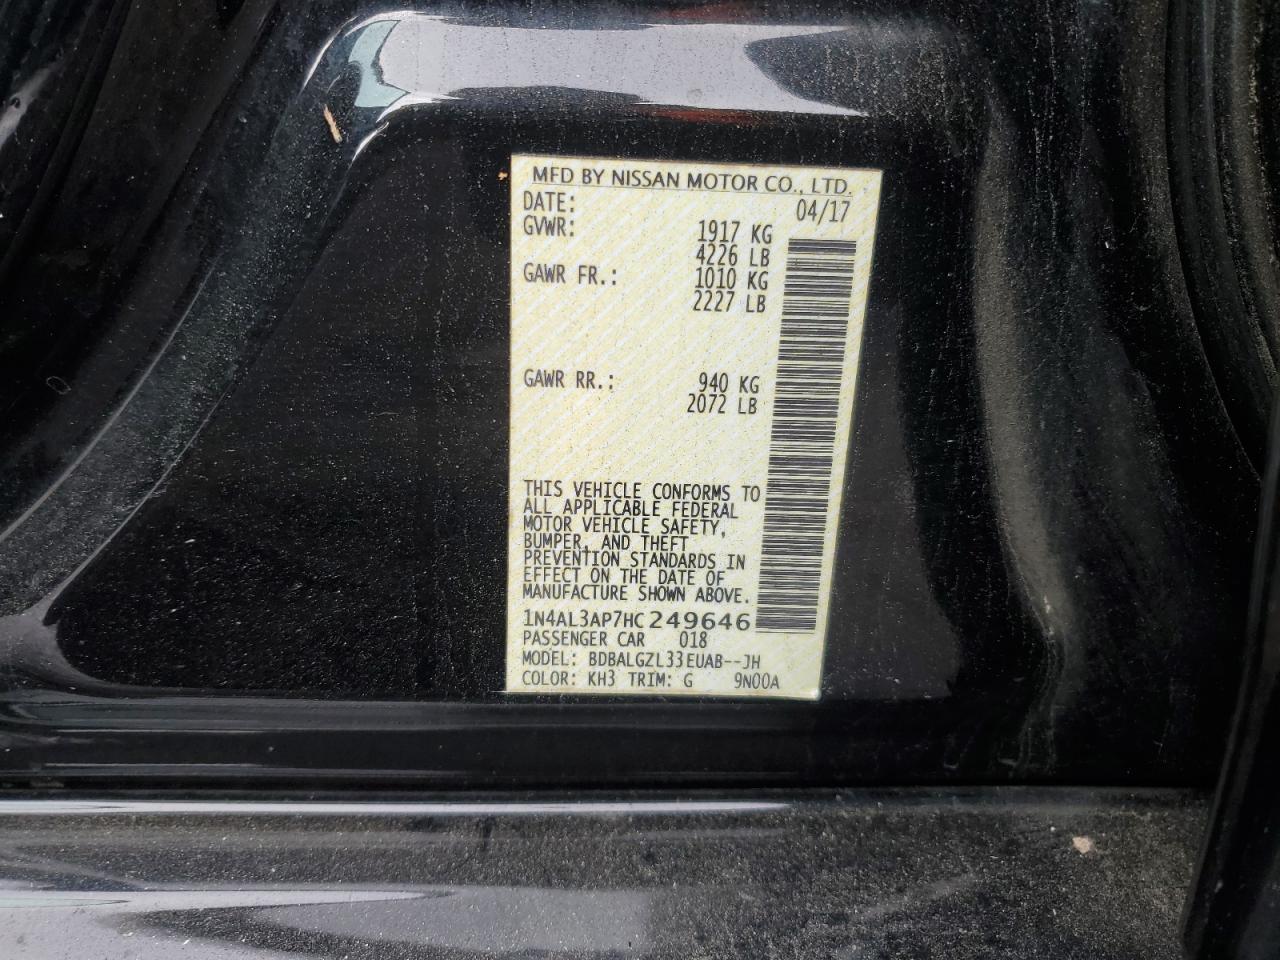 MFD BY NISSAN MOTOR CO., LTD.
DATE: 04/17
GVWR: 1917 KG
4226 LB
GAWR FR.: 1010 KG
2227 LB
GAWR RR.: 940 KG
2072 LB
THIS VEHICLE CONFORMS TO
ALL APPLICABLE FEDERAL
MOTOR VEHICLE SAFETY,
BUMPER, AND THEFT
PREVENTION STANDARDS IN
EFFECT ON THE DATE OF
MANUFACTURE SHOWN ABOVE.
1N4AL3AP7HC249646
PASSENGER CAR 018
MODEL: BDBALGZL33EUAB--JH
COLOR: KH3 TRIM: G 9N00A